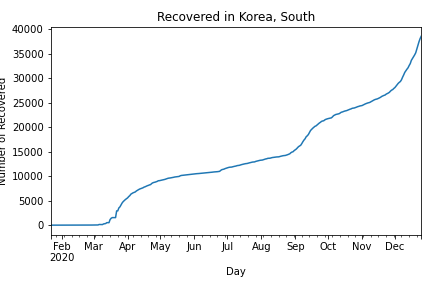 Recovered in Korea, South
Number of Recovered
40000
35000
30000
25000
20000
15000
10000
5000
0
Feb Mar Apr May Jun Jul Aug Sep Oct Nov Dec
2020
Day